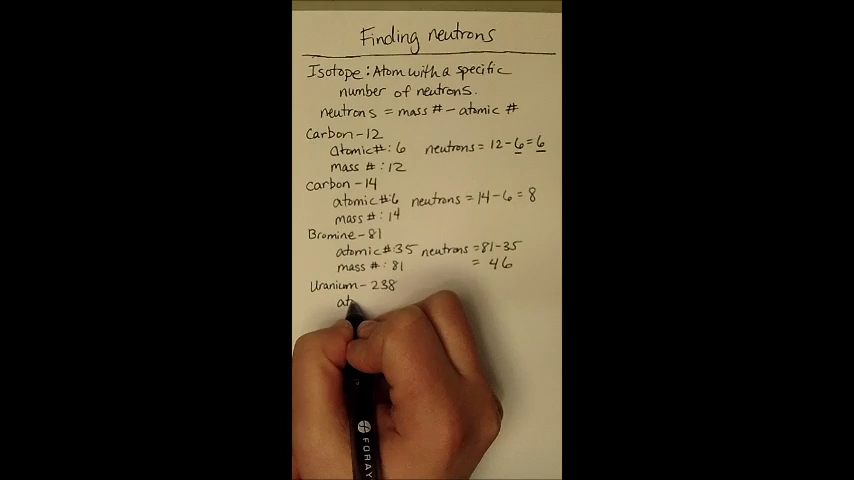 Finding neutrons
Isotope: Atom with a specific
number of neutrons.
neutrons = mass # - atomic #
Carbon-12
atomic#: 6 neutrons = 12-6=6
mass #: 12
Carbon-14
atomic#:6 neutrons = 14-6 = 8
mass #: 14
Bromine-81
atomic#:35 neutrons =81-35
mass #: 81 = 46
Uranium-238
at
FORAY